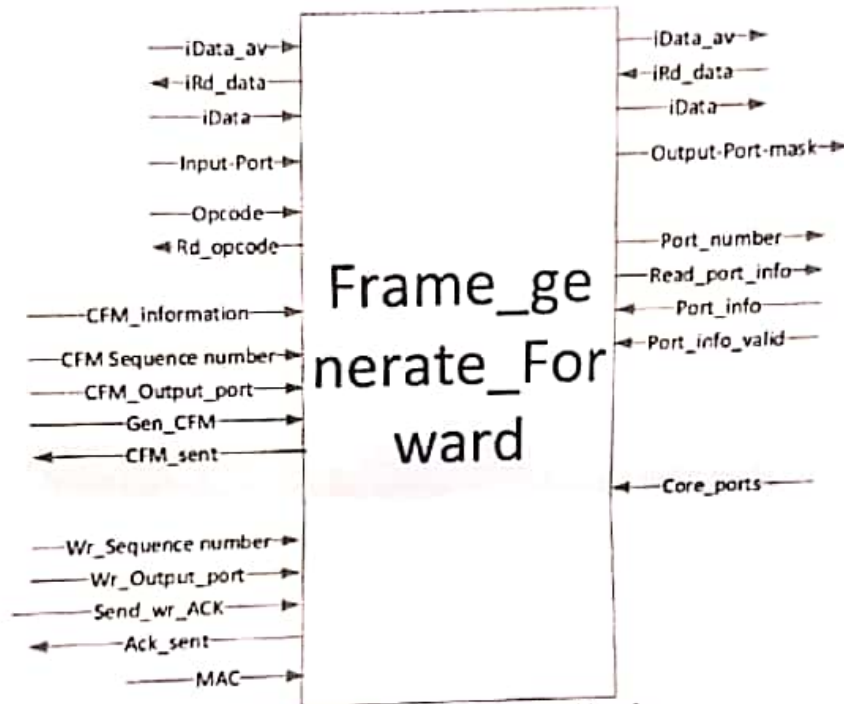 iData_av
iRd_data
iData
Input-Port
Opcode
Rd_opcode
CFM_information
CFM Sequence number
CFM_Output_port
Gen_CFM
CFM_sent
Wr_Sequence number
Wr_Output_port
Send_wr_ACK
Ack_sent
MAC
Frame_ge
nerate_For
ward
iData_av
iRd_data
iData
Output-Port-mask
Port_number
Read_port_info
Port_info
Port_info_valid
Core_ports